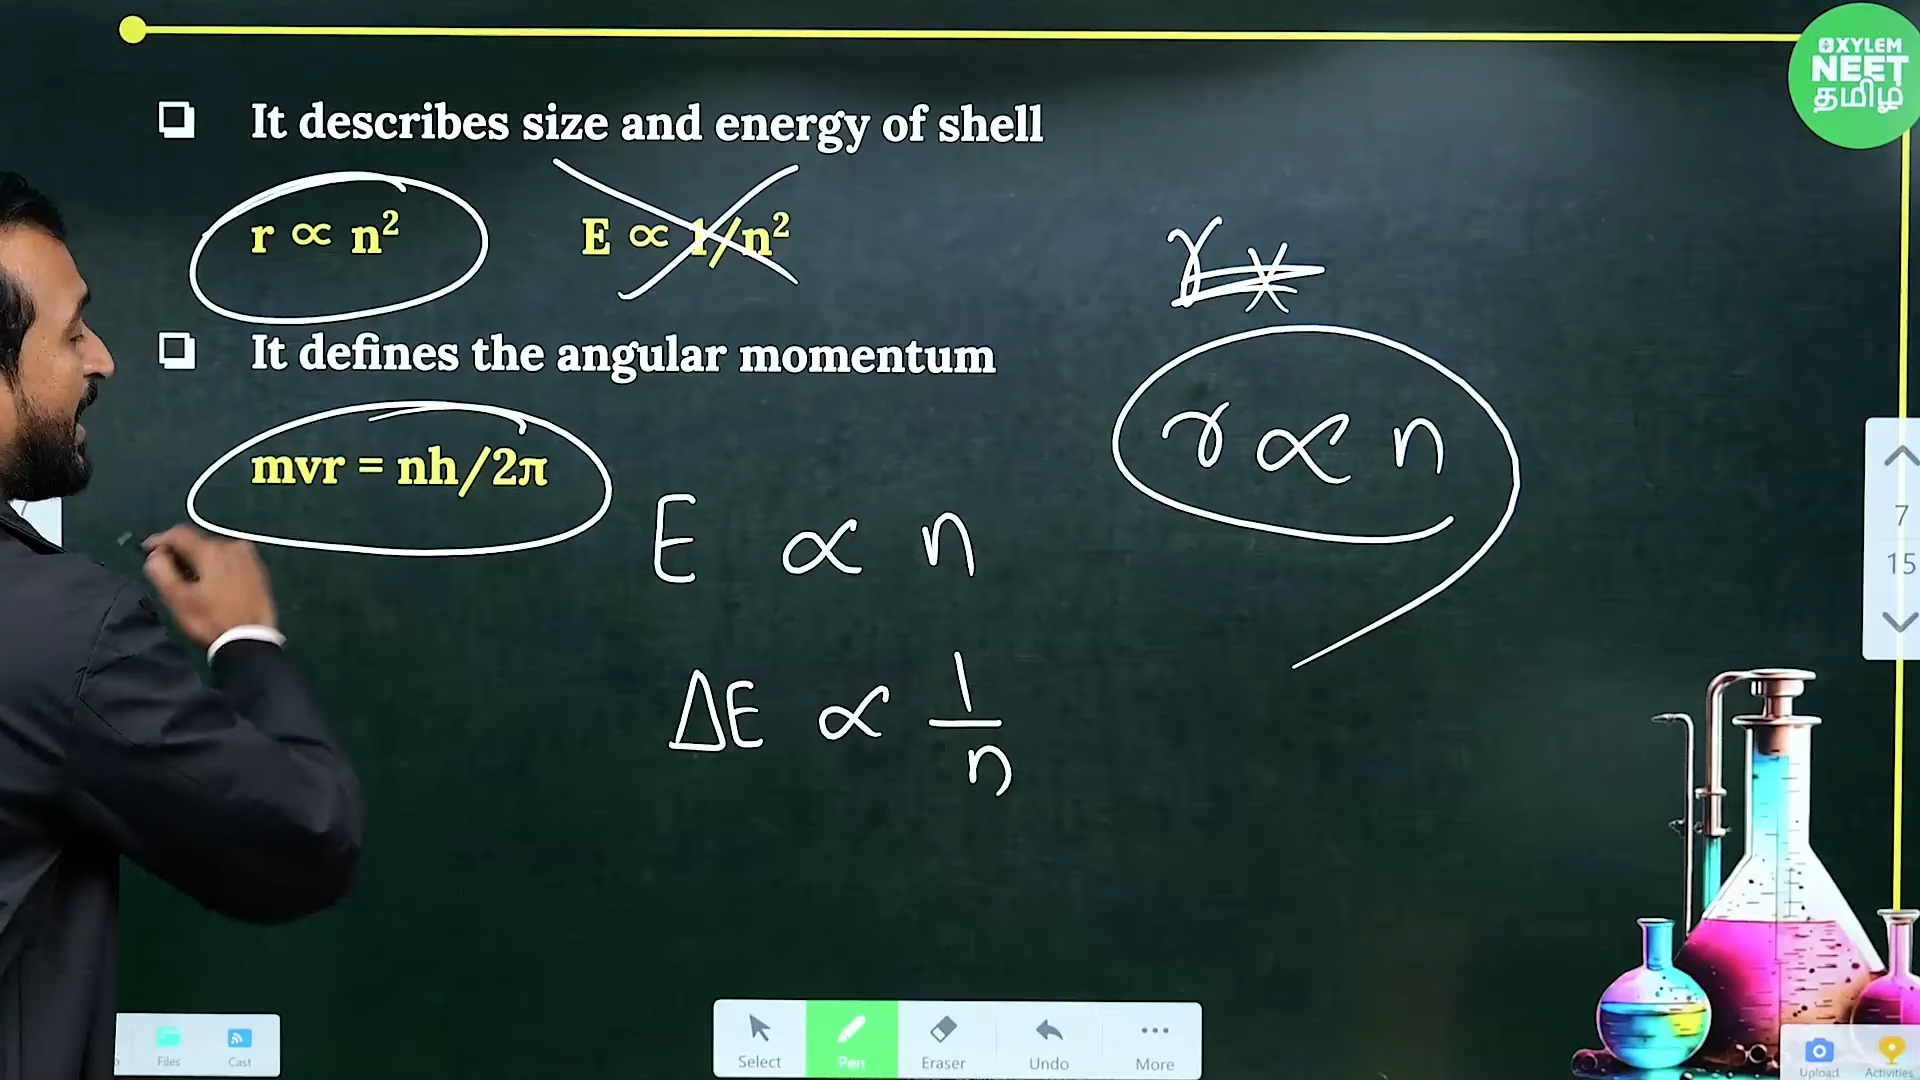 OXYLEM
NEET
தமிழ்
❑ It describes size and energy of shell
r ∝ n² E ∝ 1/n²
r
❑ It defines the angular momentum
mvr = nh/2π
r ∝ n
E ∝ n
ΔE ∝ 1/n
7
15
Files Cast
Select Pen Eraser Undo More
Upload Activities